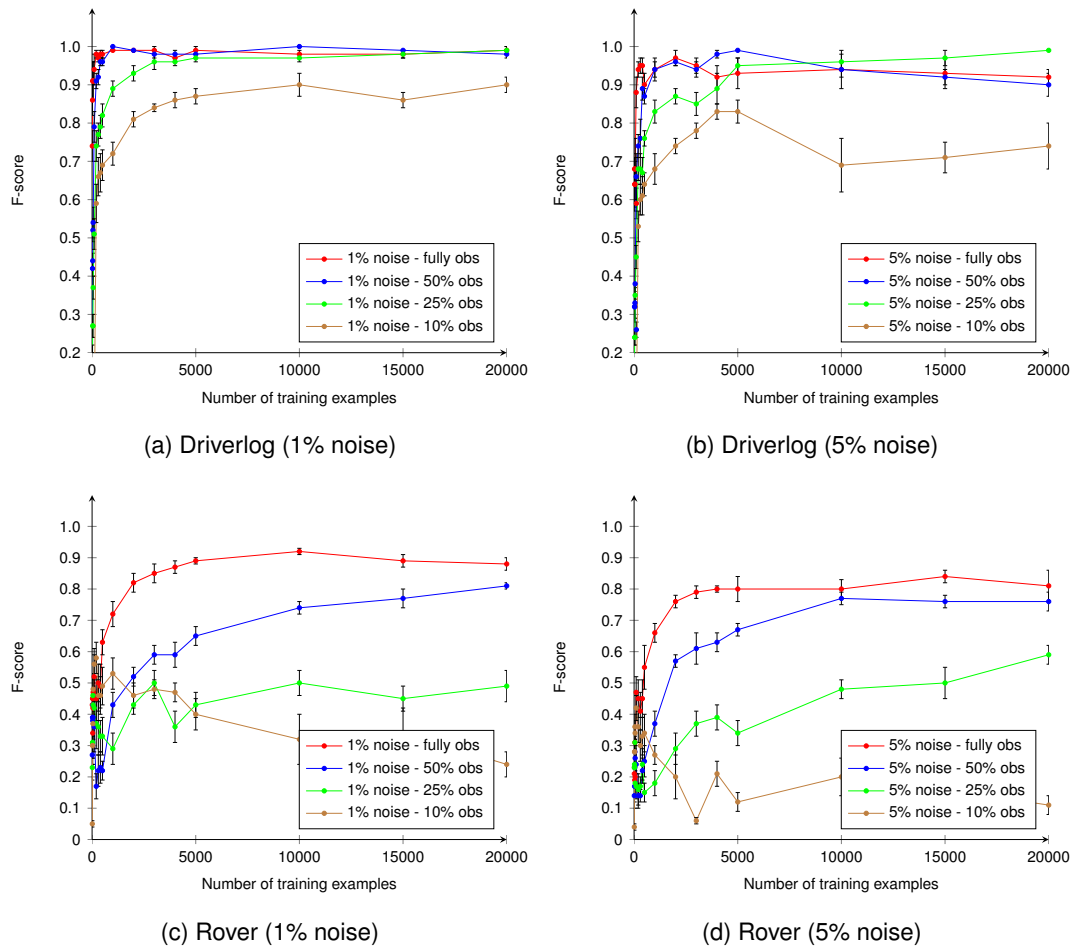 1.0
0.9
0.8
0.7
0.6
0.5
0.4
0.3
0.2
F-score
0 5000 10000 15000 20000
Number of training examples
1% noise - fully obs
1% noise - 50% obs
1% noise - 25% obs
1% noise - 10% obs
(a) Driverlog (1% noise)
1.0
0.9
0.8
0.7
0.6
0.5
0.4
0.3
0.2
F-score
0 5000 10000 15000 20000
Number of training examples
5% noise - fully obs
5% noise - 50% obs
5% noise - 25% obs
5% noise - 10% obs
(b) Driverlog (5% noise)
1.0
0.9
0.8
0.7
0.6
0.5
0.4
0.3
0.2
0.1
0
F-score
0 5000 10000 15000 20000
Number of training examples
1% noise - fully obs
1% noise - 50% obs
1% noise - 25% obs
1% noise - 10% obs
(c) Rover (1% noise)
1.0
0.9
0.8
0.7
0.6
0.5
0.4
0.3
0.2
0.1
0
F-score
0 5000 10000 15000 20000
Number of training examples
5% noise - fully obs
5% noise - 50% obs
5% noise - 25% obs
5% noise - 10% obs
(d) Rover (5% noise)